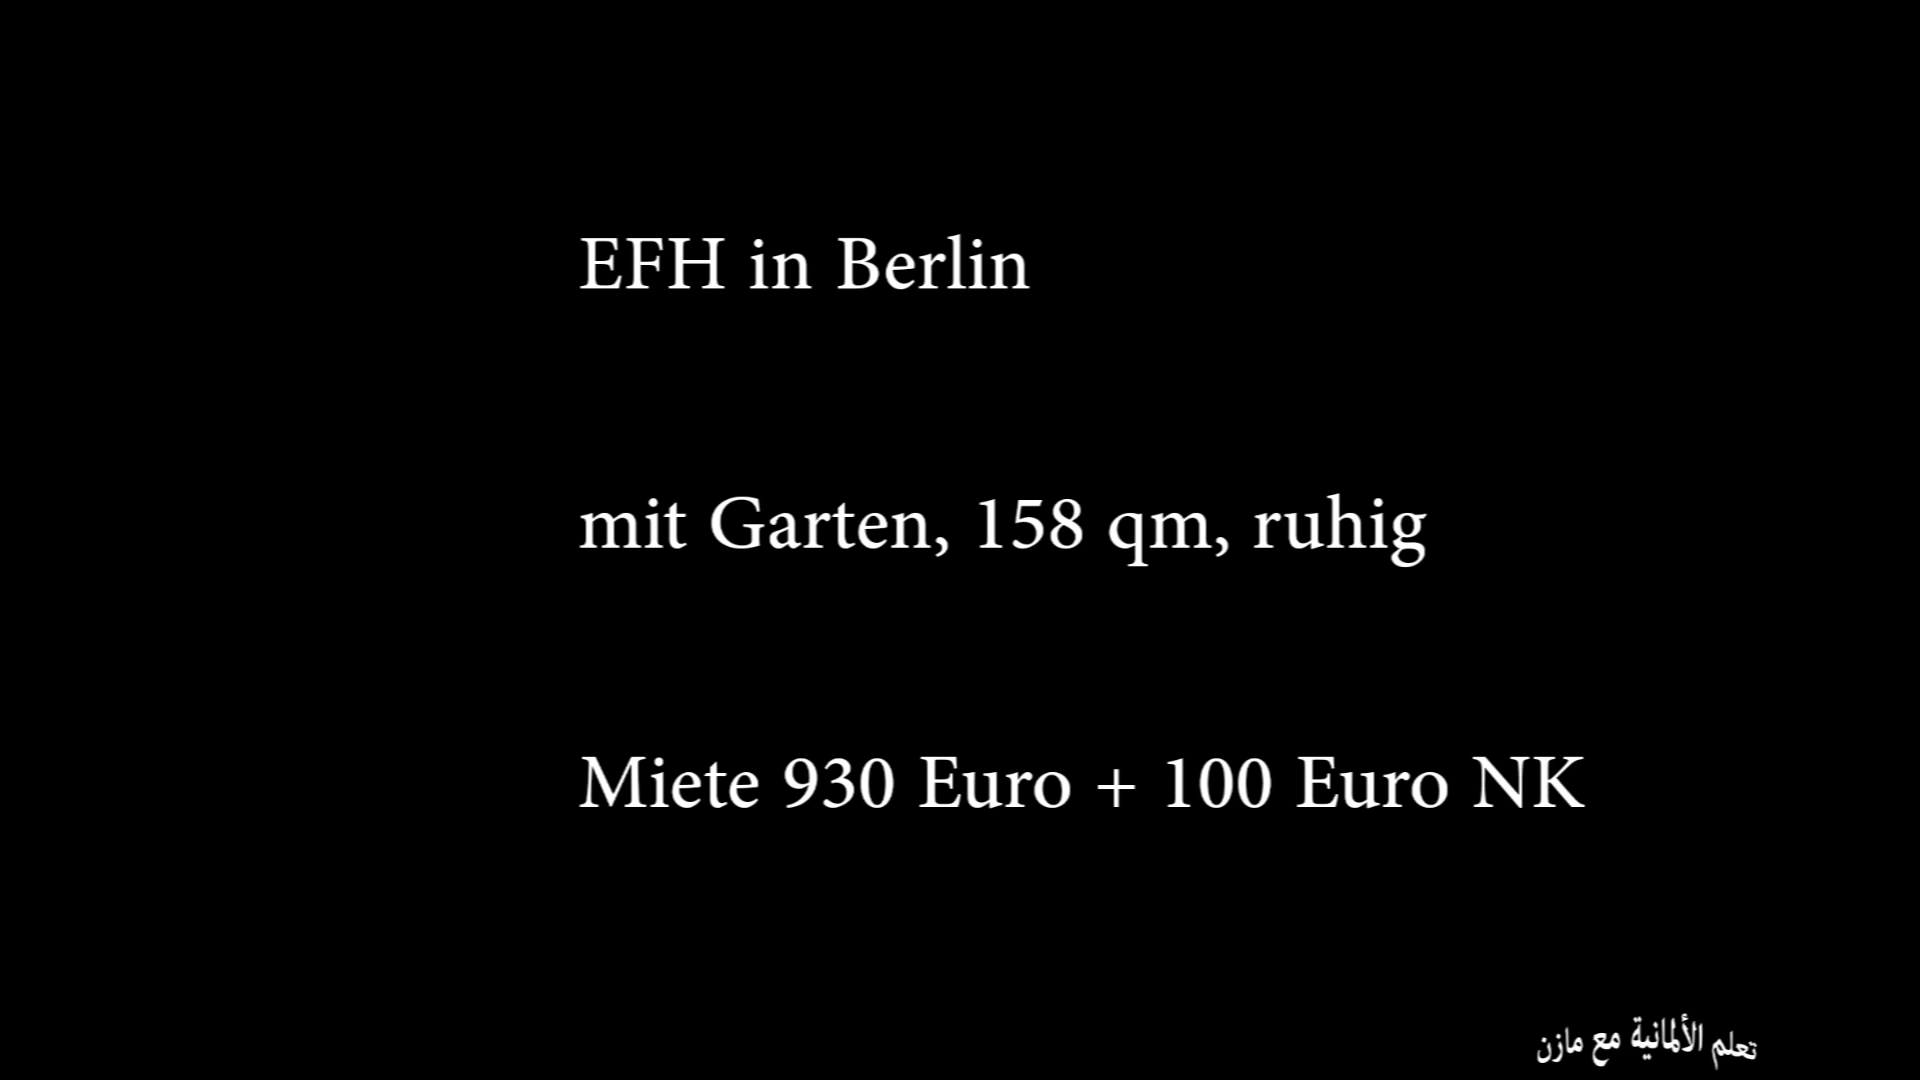 EFH in Berlin
mit Garten, 158 qm, ruhig
Miete 930 Euro + 100 Euro NK
تعلم الألمانية مع مازن